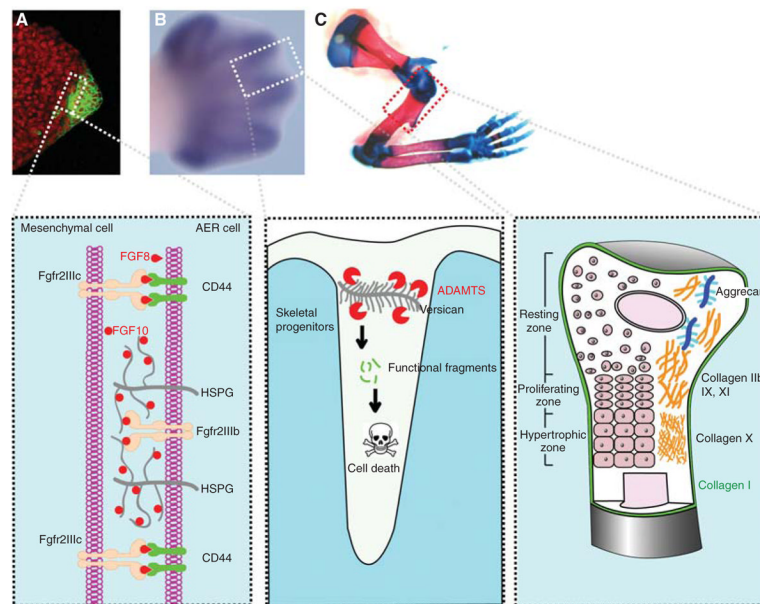 A
B
C
Mesenchymal cell
AER cell
FGF8
Fgfr2IIIc
CD44
FGF10
HSPG
Fgfr2IIIb
HSPG
Fgfr2IIIc
CD44
ADAMTS
Versican
Skeletal
progenitors
Functional fragments
Cell death
Resting
zone
Proliferating
zone
Hypertrophic
zone
Aggrecan
Collagen IIb
IX, XI
Collagen X
Collagen I